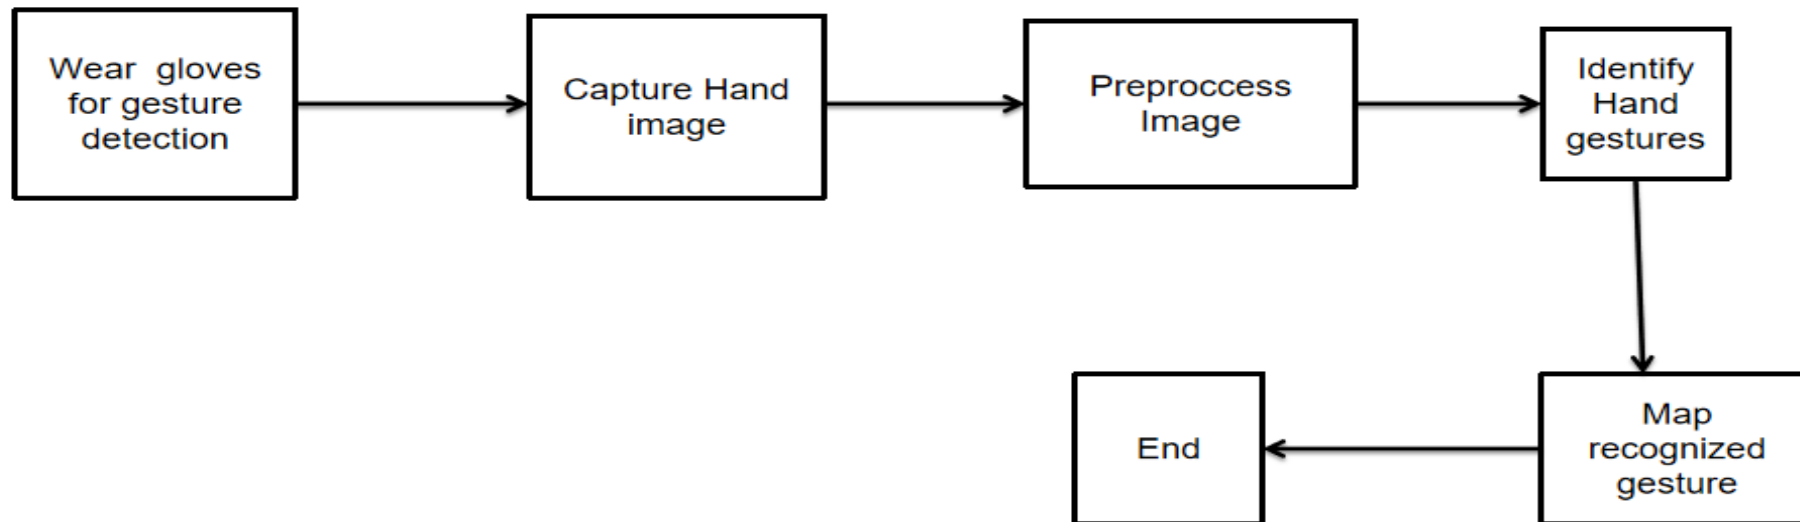 Wear gloves
for gesture
detection
Capture Hand
image
Preproccess
Image
Identify
Hand
gestures
Map
recognized
gesture
End